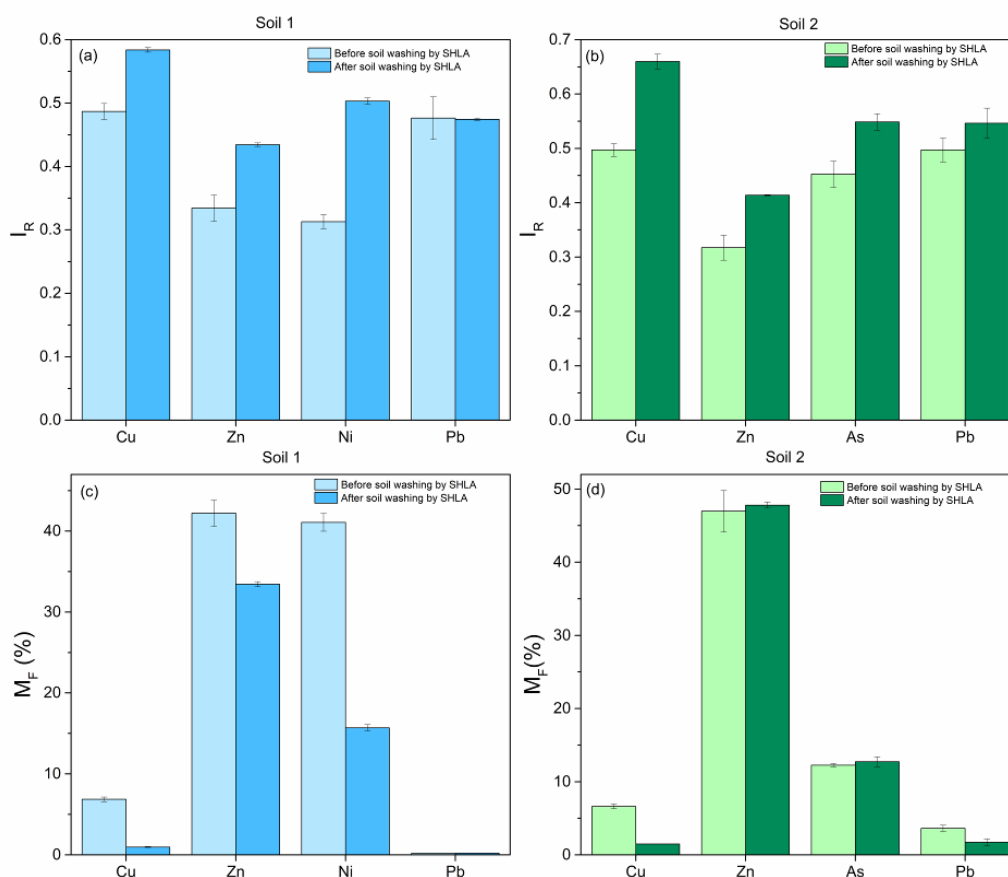 Soil 1
(a)
Before soil washing by SHLA
After soil washing by SHLA
0.6
0.5
0.4
0.3
0.2
0.1
0.0
I_R
Cu Zn Ni Pb
Soil 2
(b)
Before soil washing by SHLA
After soil washing by SHLA
0.7
0.6
0.5
0.4
0.3
0.2
0.1
0.0
I_R
Cu Zn As Pb
Soil 1
(c)
Before soil washing by SHLA
After soil washing by SHLA
40
30
20
10
0
M_F (%)
Cu Zn Ni Pb
Soil 2
(d)
Before soil washing by SHLA
After soil washing by SHLA
50
40
30
20
10
0
M_F(%)
Cu Zn As Pb